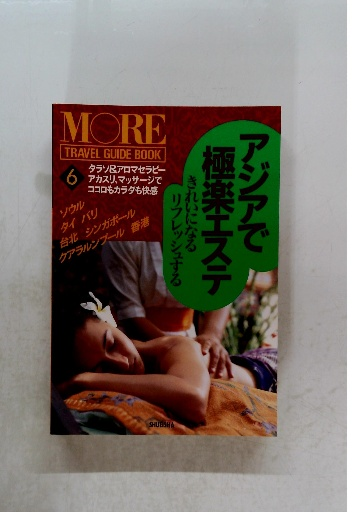 MORE
TRAVEL GUIDE BOOK
6
タラソ&アロマセラピー
アカスリ、マッサージで
ココロもカラダも快感
ソウル
タイ バリ
台北 シンガポール
クアラルンプール 香港
アジアで
極楽エステ
きれいになる
リフレッシュする
SHUEISHA